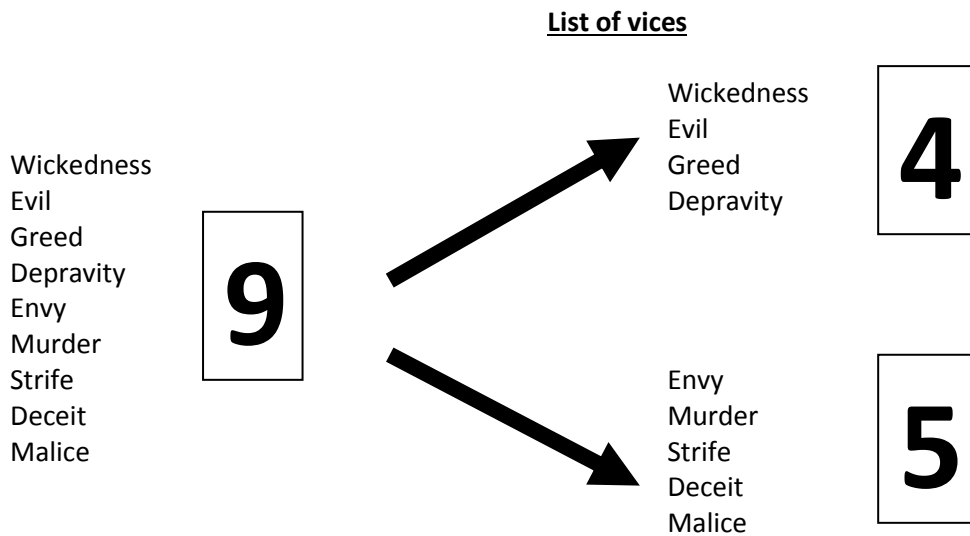 List of vices
Wickedness
Evil
Greed
Depravity
Envy
Murder
Strife
Deceit
Malice
9
Wickedness
Evil
Greed
Depravity
4
Envy
Murder
Strife
Deceit
Malice
5